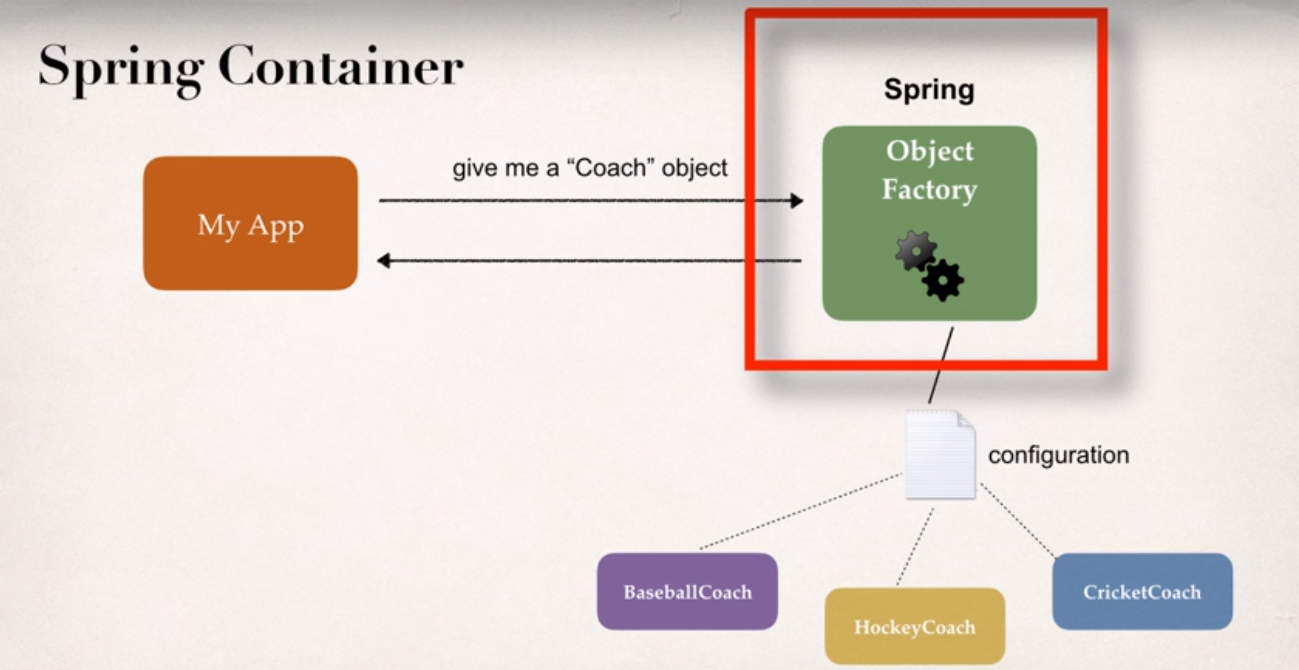 Spring Container
Spring
Object
Factory
give me a “Coach” object
My App
configuration
BaseballCoach
HockeyCoach
CricketCoach